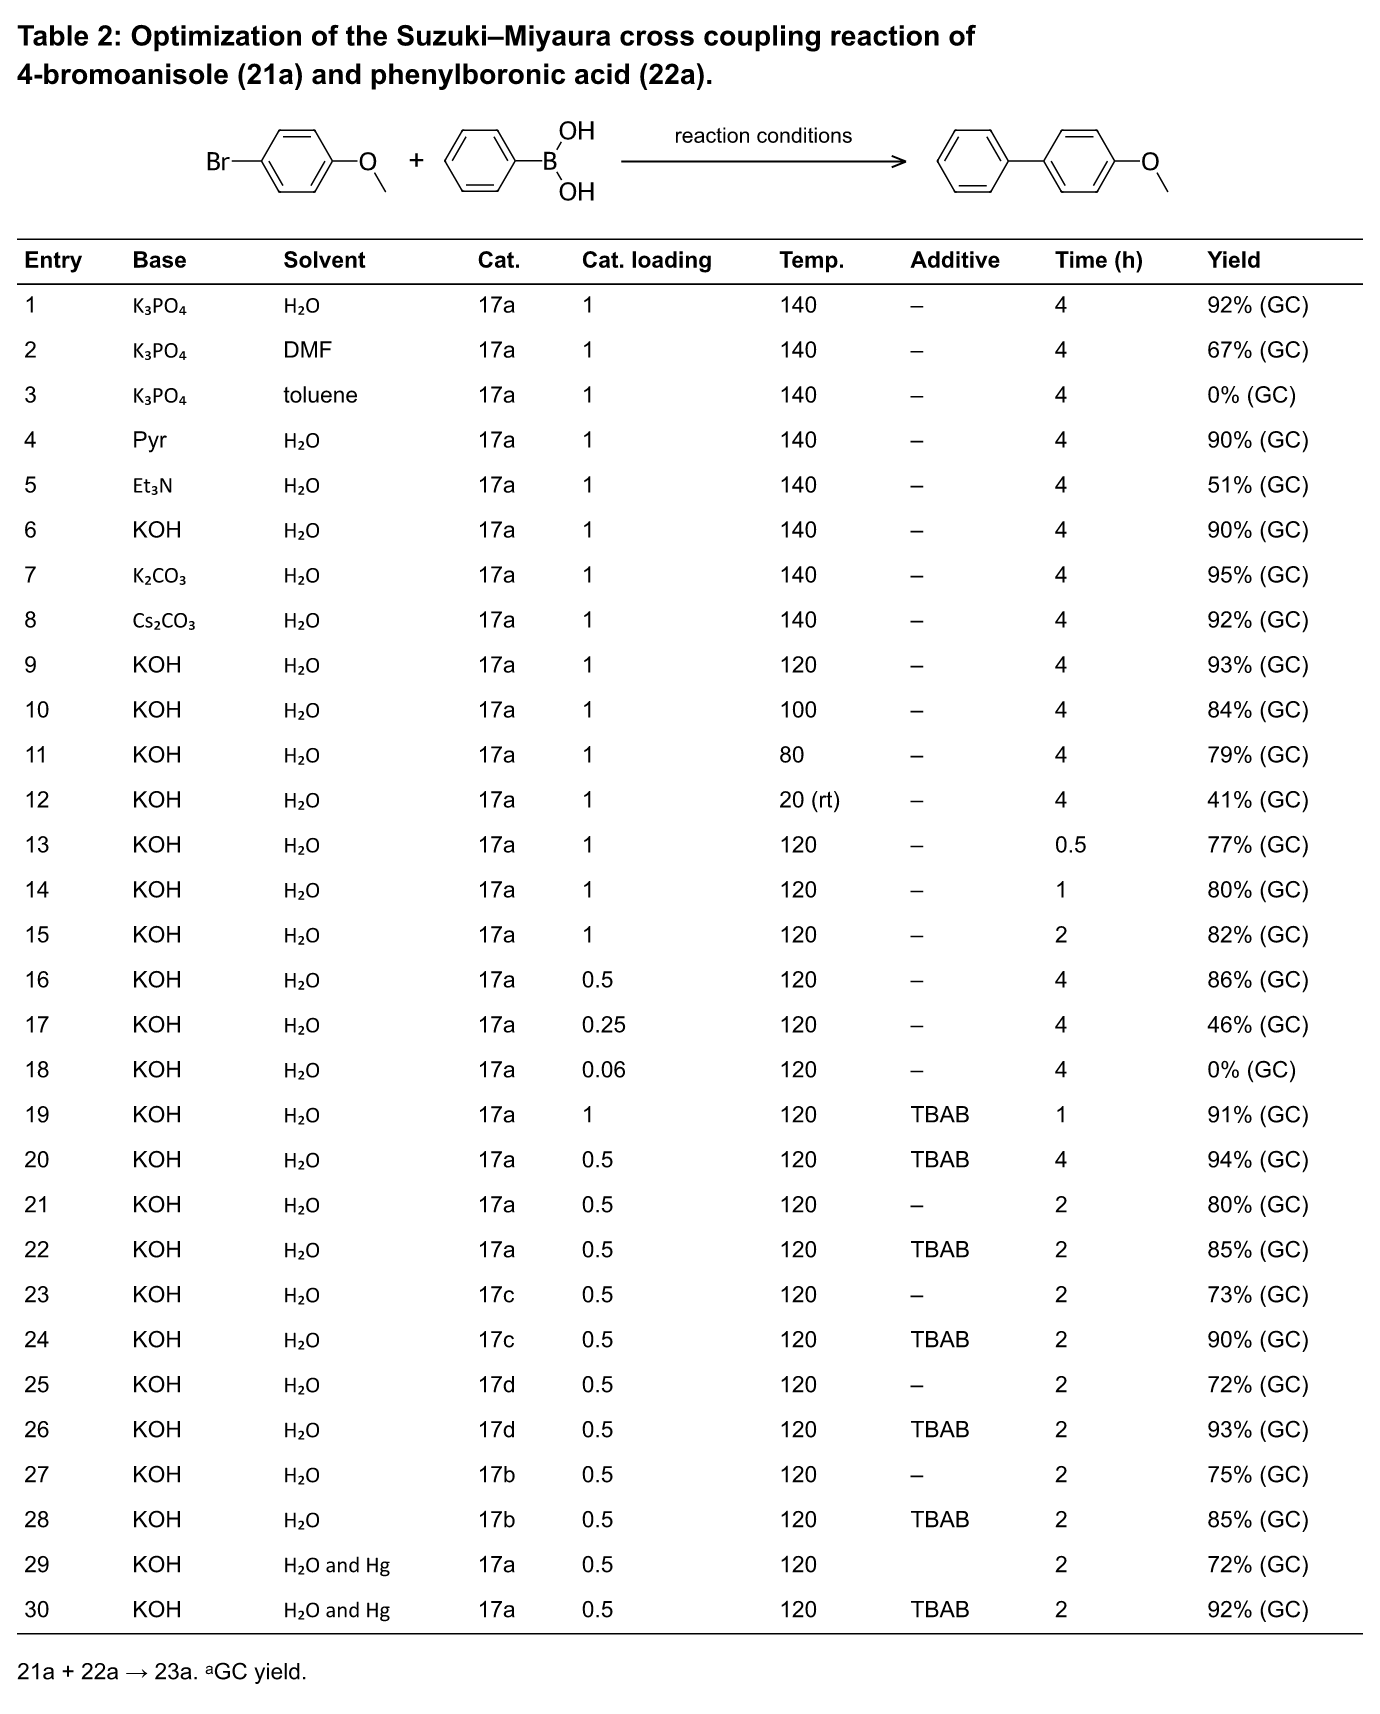 Table 2: Optimization of the Suzuki–Miyaura cross coupling reaction of
4-bromoanisole (21a) and phenylboronic acid (22a).
Br O + B OH OH reaction conditions O
Entry Base Solvent Cat. Cat. loading Temp. Additive Time (h) Yield
1 K₃PO₄ H₂O 17a 1 140 – 4 92% (GC)
2 K₃PO₄ DMF 17a 1 140 – 4 67% (GC)
3 K₃PO₄ toluene 17a 1 140 – 4 0% (GC)
4 Pyr H₂O 17a 1 140 – 4 90% (GC)
5 Et₃N H₂O 17a 1 140 – 4 51% (GC)
6 KOH H₂O 17a 1 140 – 4 90% (GC)
7 K₂CO₃ H₂O 17a 1 140 – 4 95% (GC)
8 Cs₂CO₃ H₂O 17a 1 140 – 4 92% (GC)
9 KOH H₂O 17a 1 120 – 4 93% (GC)
10 KOH H₂O 17a 1 100 – 4 84% (GC)
11 KOH H₂O 17a 1 80 – 4 79% (GC)
12 KOH H₂O 17a 1 20 (rt) – 4 41% (GC)
13 KOH H₂O 17a 1 120 – 0.5 77% (GC)
14 KOH H₂O 17a 1 120 – 1 80% (GC)
15 KOH H₂O 17a 1 120 – 2 82% (GC)
16 KOH H₂O 17a 0.5 120 – 4 86% (GC)
17 KOH H₂O 17a 0.25 120 – 4 46% (GC)
18 KOH H₂O 17a 0.06 120 – 4 0% (GC)
19 KOH H₂O 17a 1 120 TBAB 1 91% (GC)
20 KOH H₂O 17a 0.5 120 TBAB 4 94% (GC)
21 KOH H₂O 17a 0.5 120 – 2 80% (GC)
22 KOH H₂O 17a 0.5 120 TBAB 2 85% (GC)
23 KOH H₂O 17c 0.5 120 – 2 73% (GC)
24 KOH H₂O 17c 0.5 120 TBAB 2 90% (GC)
25 KOH H₂O 17d 0.5 120 – 2 72% (GC)
26 KOH H₂O 17d 0.5 120 TBAB 2 93% (GC)
27 KOH H₂O 17b 0.5 120 – 2 75% (GC)
28 KOH H₂O 17b 0.5 120 TBAB 2 85% (GC)
29 KOH H₂O and Hg 17a 0.5 120 2 72% (GC)
30 KOH H₂O and Hg 17a 0.5 120 TBAB 2 92% (GC)
21a + 22a → 23a. ᵃGC yield.